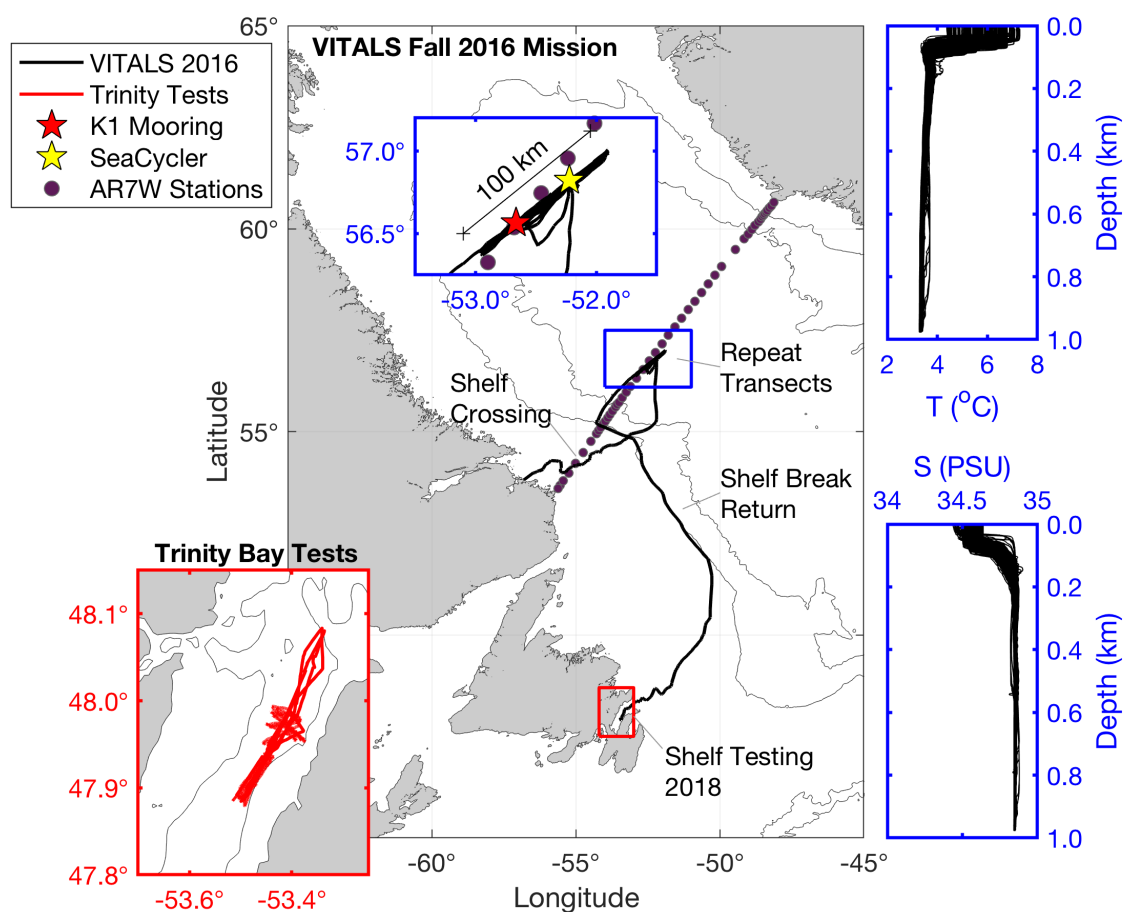 VITALS Fall 2016 Mission
VITALS 2016
Trinity Tests
K1 Mooring
SeaCycler
AR7W Stations
65°
60°
55°
Latitude
-60°
-55°
-50°
-45°
Longitude
57.0°
56.5°
-53.0°
-52.0°
100 km
Repeat
Transects
Shelf
Crossing
Shelf Break
Return
Shelf Testing
2018
Trinity Bay Tests
48.1°
48.0°
47.9°
47.8°
-53.6°
-53.4°
0.0
0.2
0.4
0.6
0.8
1.0
Depth (km)
2
4
6
8
T (°C)
S (PSU)
34
34.5
35
0.0
0.2
0.4
0.6
0.8
1.0
Depth (km)